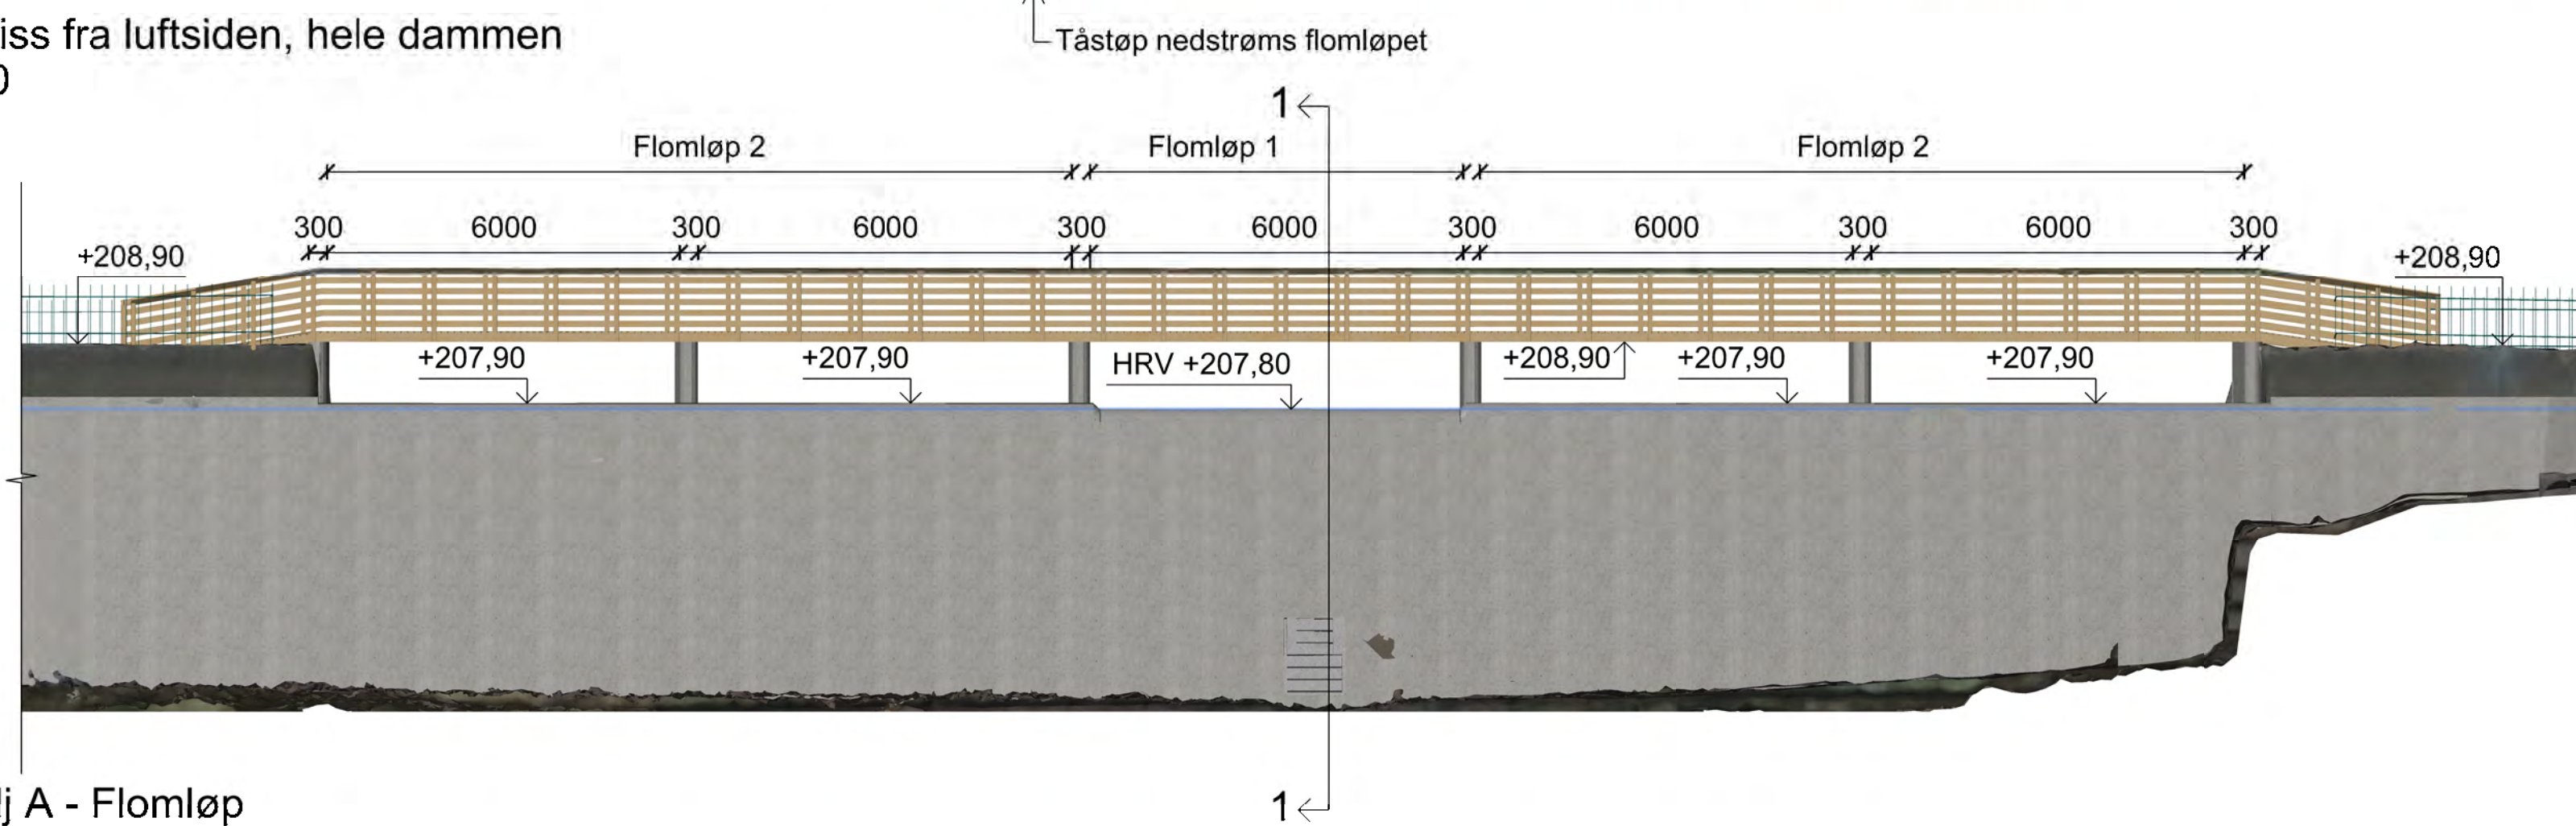 iss fra luftsiden, hele dammen
Tåstøp nedstrøms flomløpet
1
Flomløp 2 Flomløp 1 Flomløp 2
300 6000 300 6000 300 6000 300 6000 300 6000 300
+208,90 +208,90
+207,90 +207,90 HRV +207,80 +208,90 +207,90 +207,90
1
j A - Flomløp